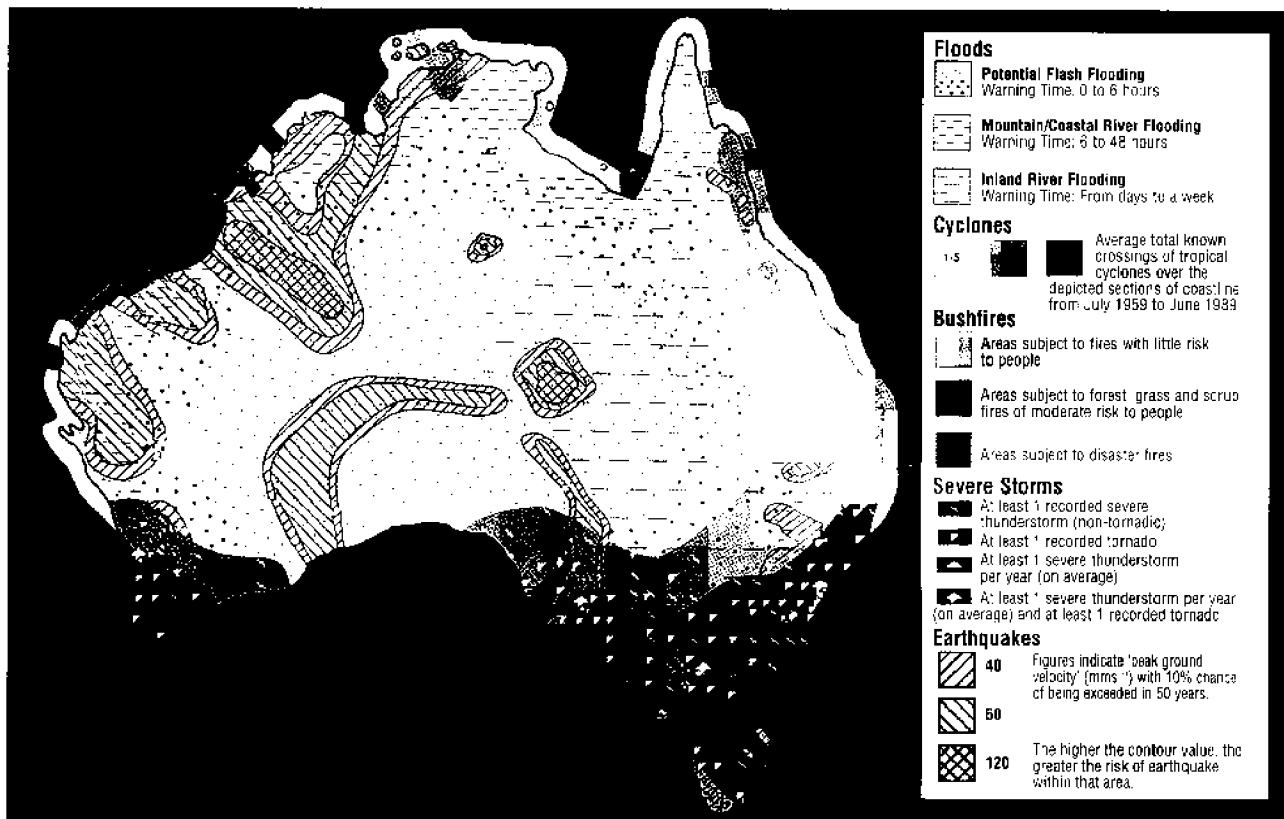 Floods
Potential Flash Flooding
Warning Time: 0 to 6 hours
Mountain/Coastal River Flooding
Warning Time: 6 to 48 hours
Inland River Flooding
Warning Time: From days to a week
Cyclones
1-5
Average total known
crossings of tropical
cyclones over the
depicted sections of coastline
from July 1959 to June 1989
Bushfires
Areas subject to fires with little risk
to people
Areas subject to forest grass and scrub
fires of moderate risk to people
Areas subject to disaster fires
Severe Storms
At least 1 recorded severe
thunderstorm (non-tornadic)
At least 1 recorded tornado
At least 1 severe thunderstorm
per year (on average)
At least 1 severe thunderstorm per year
(on average) and at least 1 recorded tornado
Earthquakes
40
Figures indicate 'peak ground
velocity' with 10% chance
of being exceeded in 50 years.
60
120
The higher the contour value, the
greater the risk of earthquake
within that area.